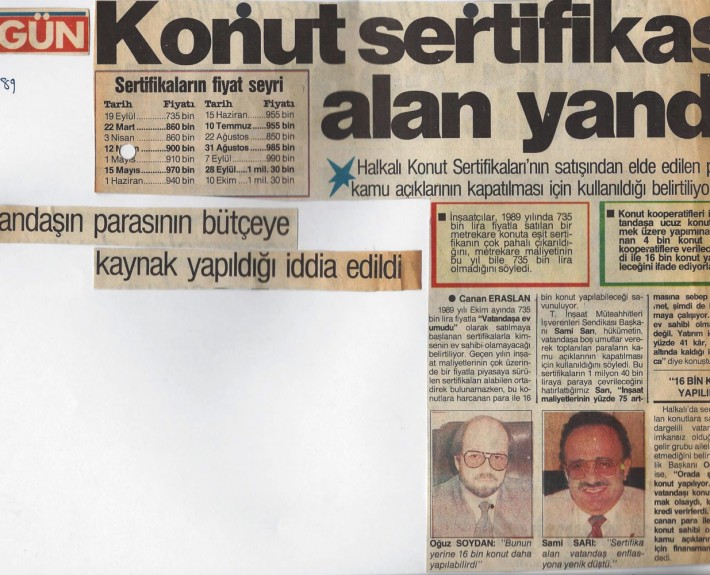 GÜN
89
Konut sertifikas
alan yand
Sertifikaların fiyat seyri
Tarih Fiyatı Tarih Fiyatı
19 Eylül ..........735 bin 15 Haziran.......955 bin
22 Mart..........860 bin 10 Temmuz.....955 bin
3 Nisan ..........860 bin 22 Ağustos .....850 bin
12 ..........900 bin 31 Ağustos......985 bin
1 Mayıs..........910 bin 7 Eylül ..........990 bin
15 Mayıs........970 bin 28 Eylül....1 mil. 30 bin
1 Haziran .......940 bin 10 Ekim ....1 mil. 30 bin
Halkalı Konut Sertifikaları'nın satışından elde edilen p
kamu açıklarının kapatılması için kullanıldığı belirtiliyo
andaşın parasının bütçeye
kaynak yapıldığı iddia edildi
İnşaatçılar, 1989 yılında 735
bin lira fiyatla satılan bir
metrekare konuta eşit serti-
fikanın çok pahalı çıkarıldı-
ğını, metrekare maliyetinin
bu yıl bile 735 bin lira
olmadığını söyledi.
Konut kooperatifleri i
tandaşa ucuz konut
mek üzere yapımına
nan 4 bin konut
kooperatiflere verilec
di ile 16 bin konut ya
leceğini ifade ediyorla
● Canan ERASLAN
1989 yılı Ekim ayında 735
bin lira fiyatla "Vatandaşa ev
umudu" olarak satılmaya
başlanan sertifikalarla kim-
senin ev sahibi olamayacağı
belirtiliyor. Geçen yılın inşa-
at maliyetlerinin çok üzerin-
de bir fiyatla piyasaya sürü-
len sertifikaları alabilen orta-
direk bulunamazken, bu ko-
nutlara harcanan para ile 16
bin konut yapılabileceği sa-
vunuluyor.
T. İnşaat Müteahhitleri
İşverenleri Sendikası Başka-
nı Sami Sarı, hükümetin,
vatandaşa boş umutlar vere-
rek toplanılan paraların ka-
mu açıklarının kapatılması
için kullanıldığını söyledi. Bu
sertifikaların 1 milyon 40 bin
liraya paraya çevrileceğini
hatırlattığımız Sarı, "İnşaat
maliyetlerinin yüzde 75 art-
masına sebep
net, şimdi de
maya çalışıyor.
ev sahibi olma
değil. Yatırım k
yüzde 41 kâr,
altında kaldığı i
ca" diye konuştu
"16 BİN K
YAPILI
Halkalı'da ser
lan konutlara sa
dargelili vatan
imkansız olduğ
gelir grubu ailel
etmediğini belir
lik Başkanı O
ise, "Orada e
konut yapılıyor.
vatandaşı konu
mak olsaydı, k
kredi verirlerdi.
canan para ile
konut sahibi o
kamu açıkların
için finansman
dedi.
Oğuz SOYDAN: "Bunun
yerine 16 bin konut daha
yapılabilirdi"
Sami SARI: "Sertifika
alan vatandaş enflas-
yona yenik düştü."